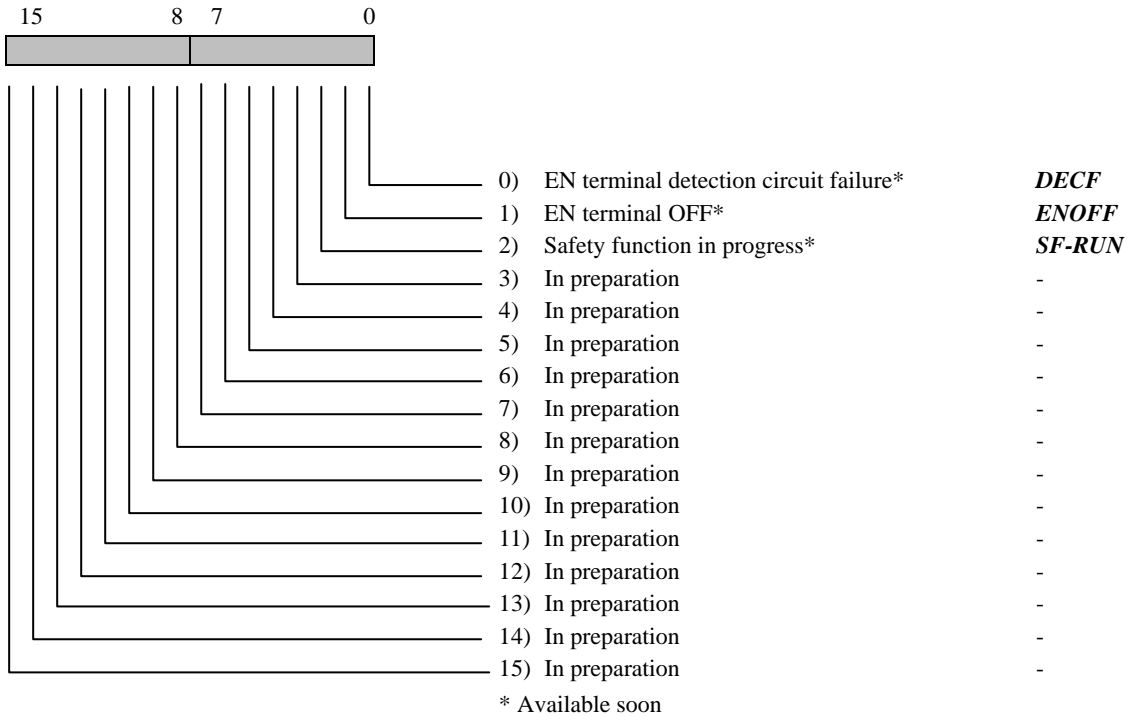 15 8 7 0
0) EN terminal detection circuit failure* DECF
1) EN terminal OFF* ENOFF
2) Safety function in progress* SF-RUN
3) In preparation -
4) In preparation -
5) In preparation -
6) In preparation -
7) In preparation -
8) In preparation -
9) In preparation -
10) In preparation -
11) In preparation -
12) In preparation -
13) In preparation -
14) In preparation -
15) In preparation -
* Available soon